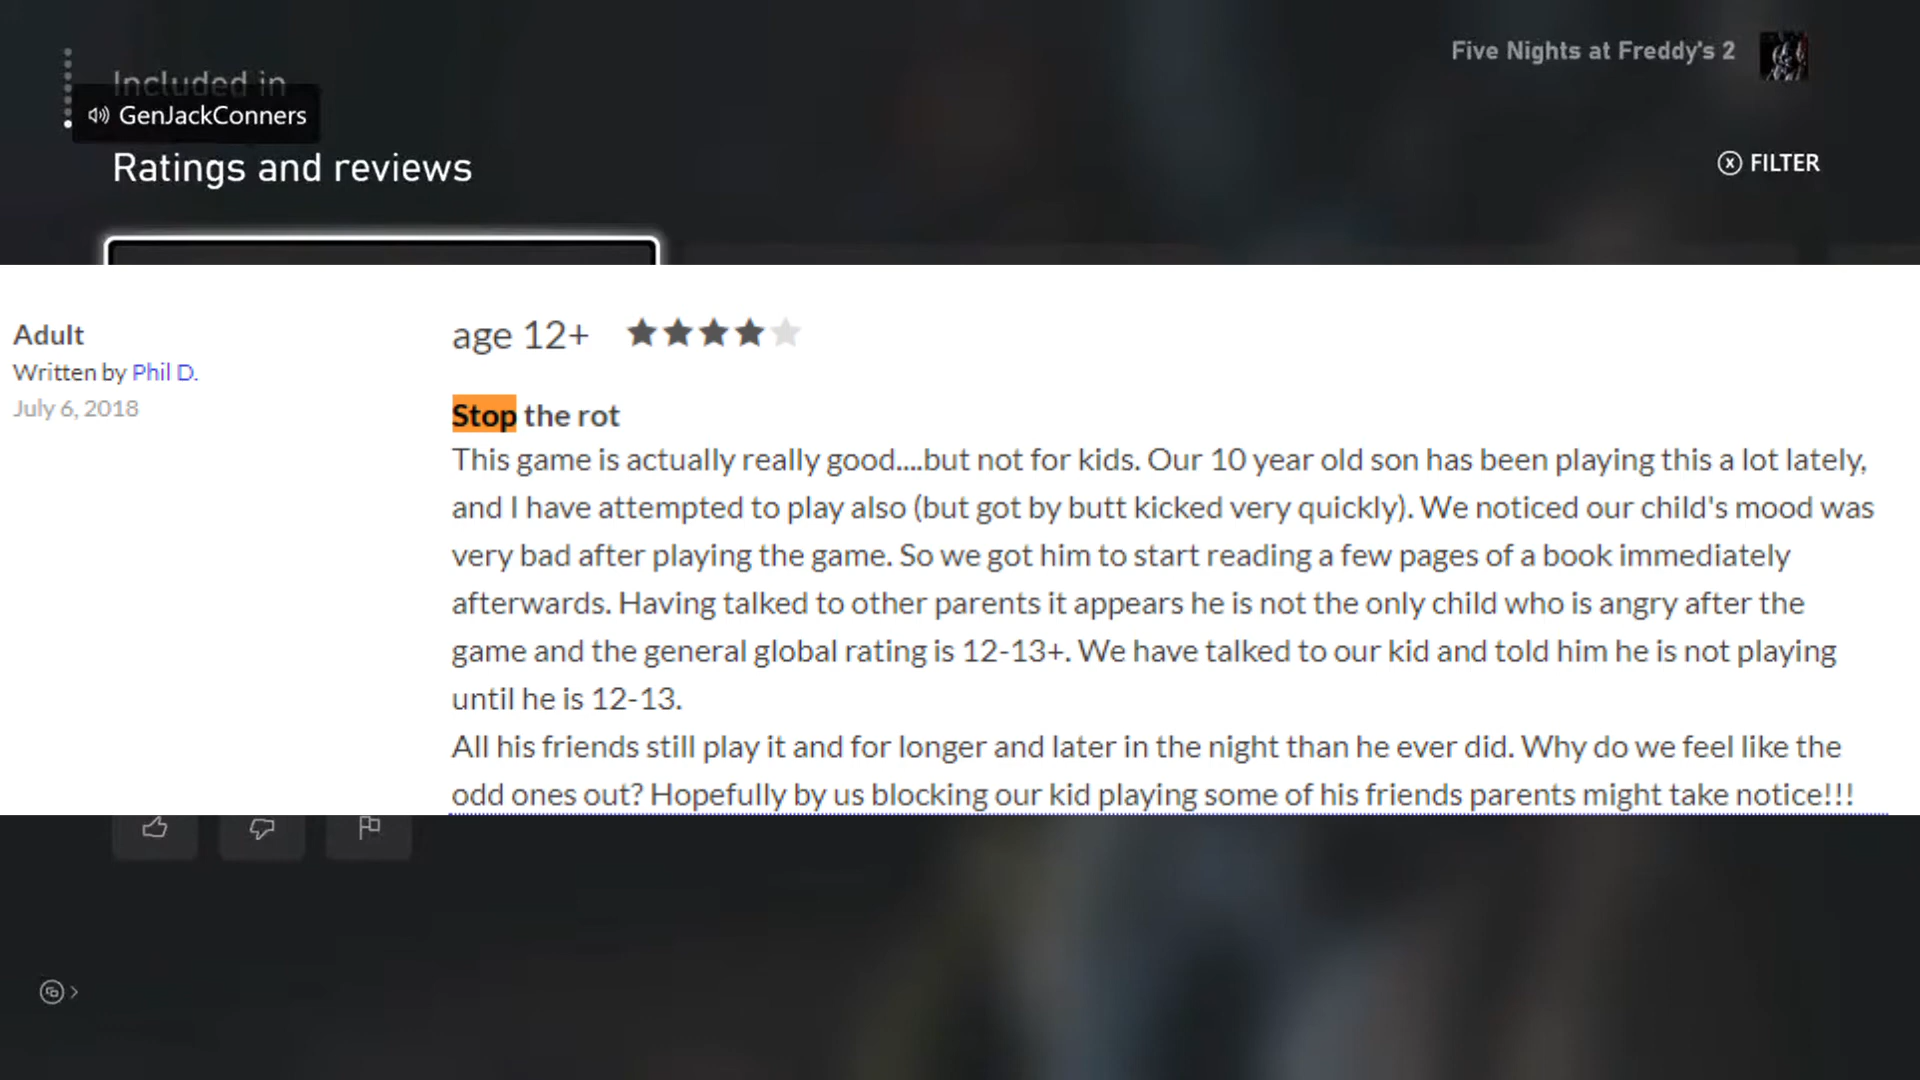 Included in
Five Nights at Freddy's 2
GenJackConners
Ratings and reviews
FILTER
Adult
Written by Phil D.
July 6, 2018
age 12+
Stop the rot
This game is actually really good....but not for kids. Our 10 year old son has been playing this a lot lately,
and I have attempted to play also (but got by butt kicked very quickly). We noticed our child's mood was
very bad after playing the game. So we got him to start reading a few pages of a book immediately
afterwards. Having talked to other parents it appears he is not the only child who is angry after the
game and the general global rating is 12-13+. We have talked to our kid and told him he is not playing
until he is 12-13.
All his friends still play it and for longer and later in the night than he ever did. Why do we feel like the
odd ones out? Hopefully by us blocking our kid playing some of his friends parents might take notice!!!